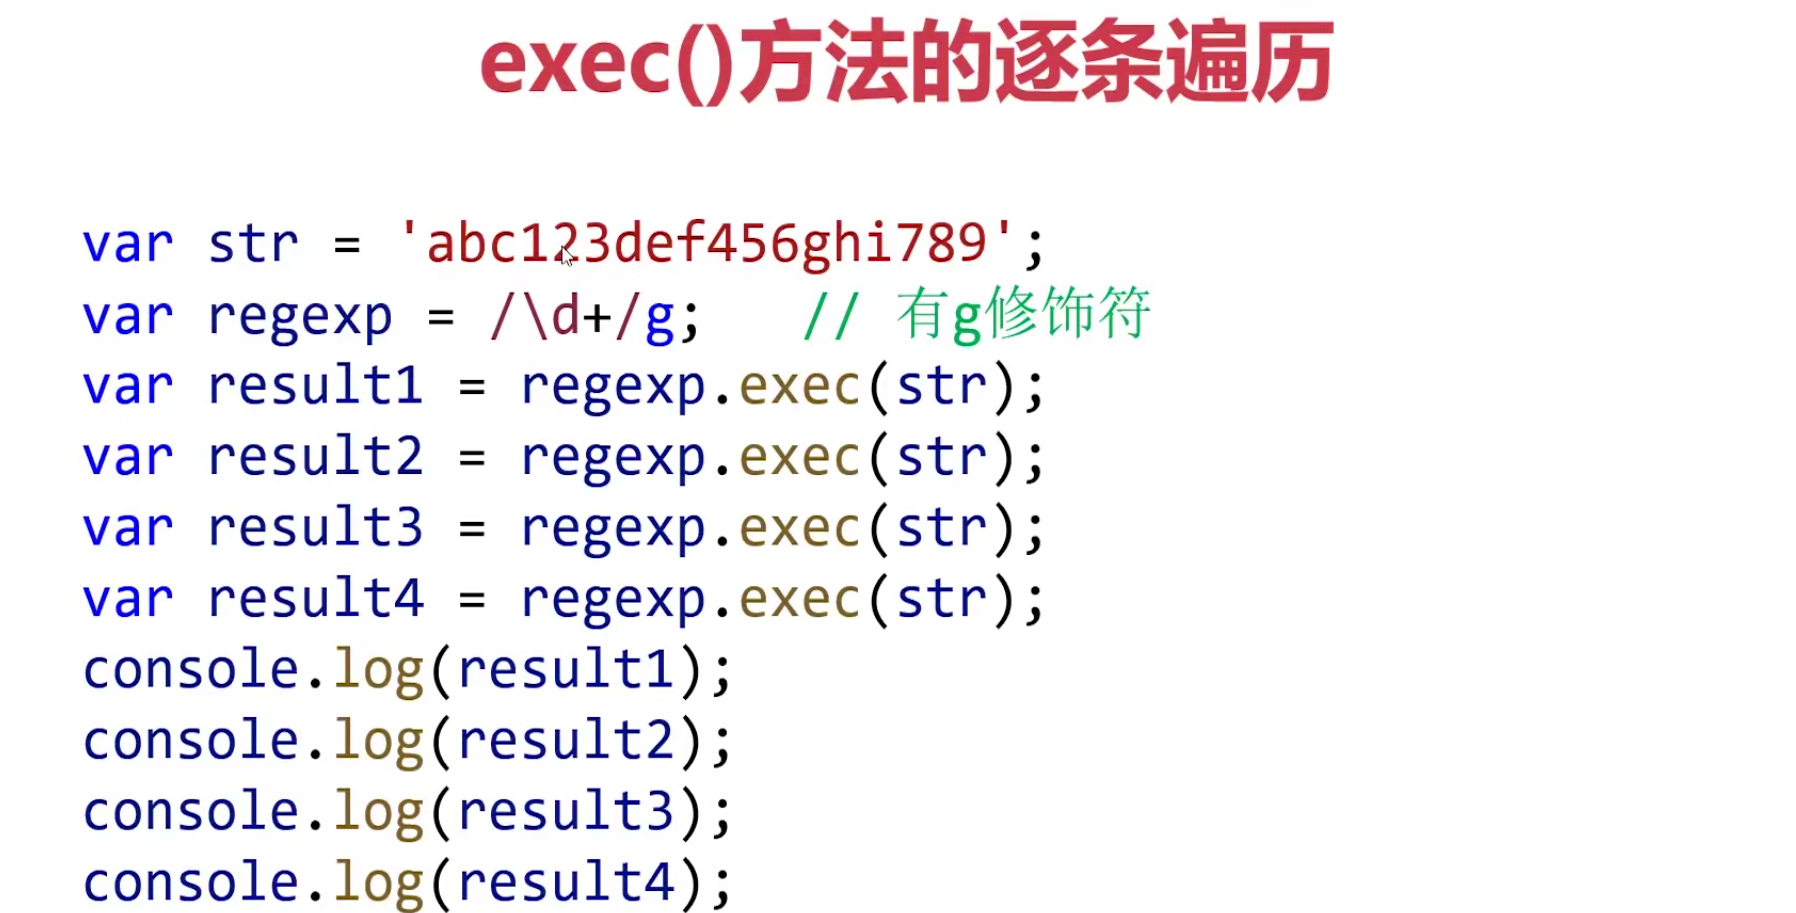 exec()方法的逐条遍历
var str = 'abc123def456ghi789';
var regexp = /\d+/g;   // 有g修饰符
var result1 = regexp.exec(str);
var result2 = regexp.exec(str);
var result3 = regexp.exec(str);
var result4 = regexp.exec(str);
console.log(result1);
console.log(result2);
console.log(result3);
console.log(result4);